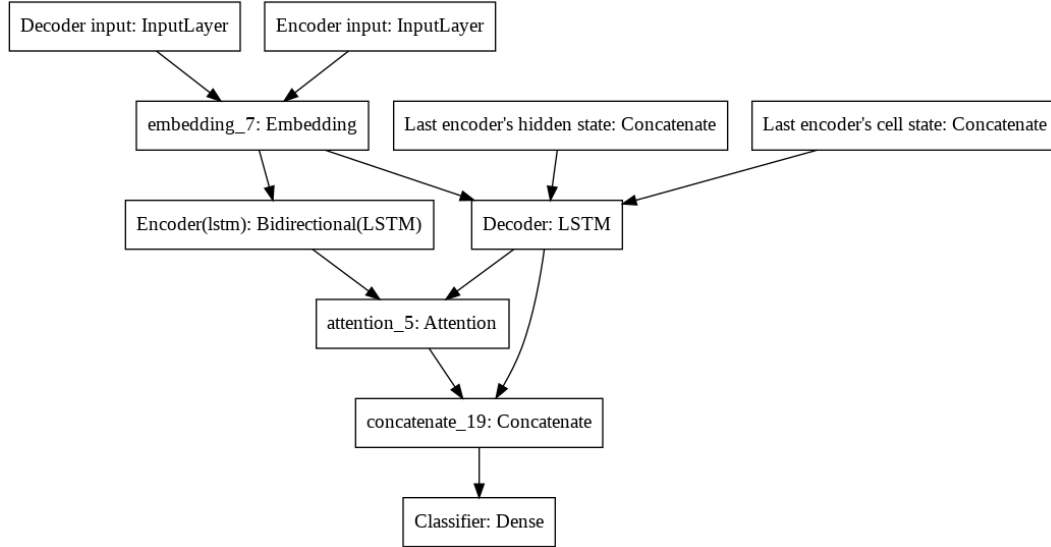 Decoder input: InputLayer
Encoder input: InputLayer
embedding_7: Embedding
Last encoder's hidden state: Concatenate
Last encoder's cell state: Concatenate
Encoder(lstm): Bidirectional(LSTM)
Decoder: LSTM
attention_5: Attention
concatenate_19: Concatenate
Classifier: Dense